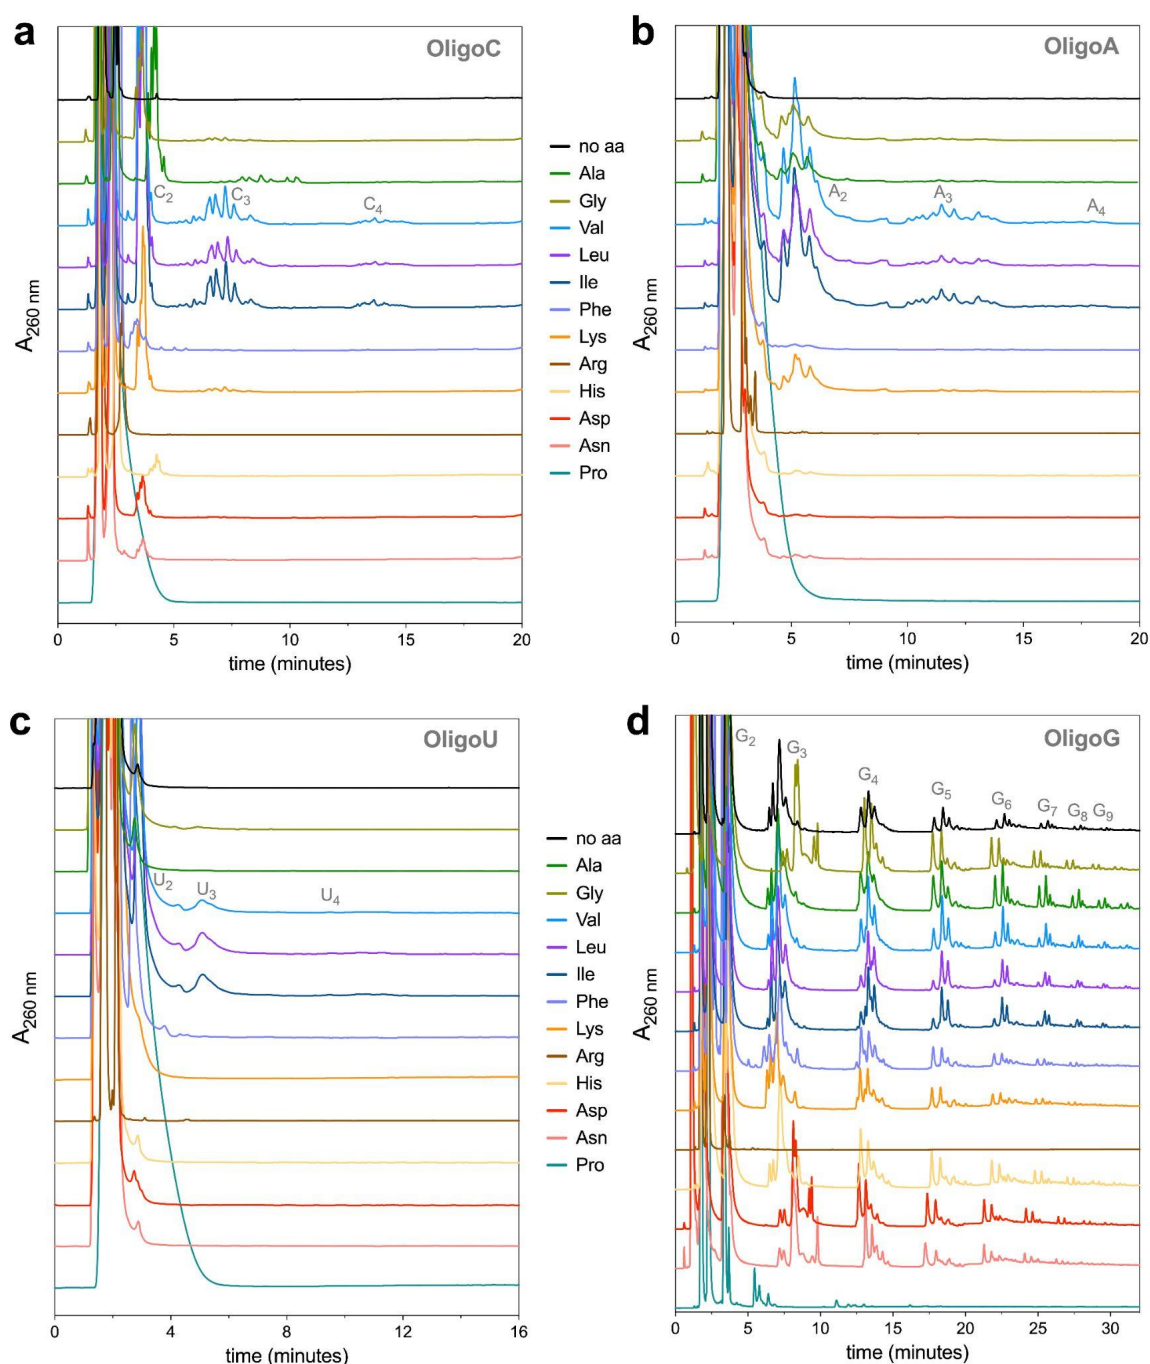 a
OligoC
C2
C3
C4
A260 nm
0 5 10 15 20
time (minutes)
no aa
Ala
Gly
Val
Leu
Ile
Phe
Lys
Arg
His
Asp
Asn
Pro
b
OligoA
A2
A3
A4
A260 nm
0 5 10 15 20
time (minutes)
c
OligoU
U2
U3
U4
A260 nm
0 4 8 12 16
time (minutes)
no aa
Ala
Gly
Val
Leu
Ile
Phe
Lys
Arg
His
Asp
Asn
Pro
d
OligoG
G2
G3
G4
G5
G6
G7
G8
G9
A260 nm
0 5 10 15 20 25 30
time (minutes)